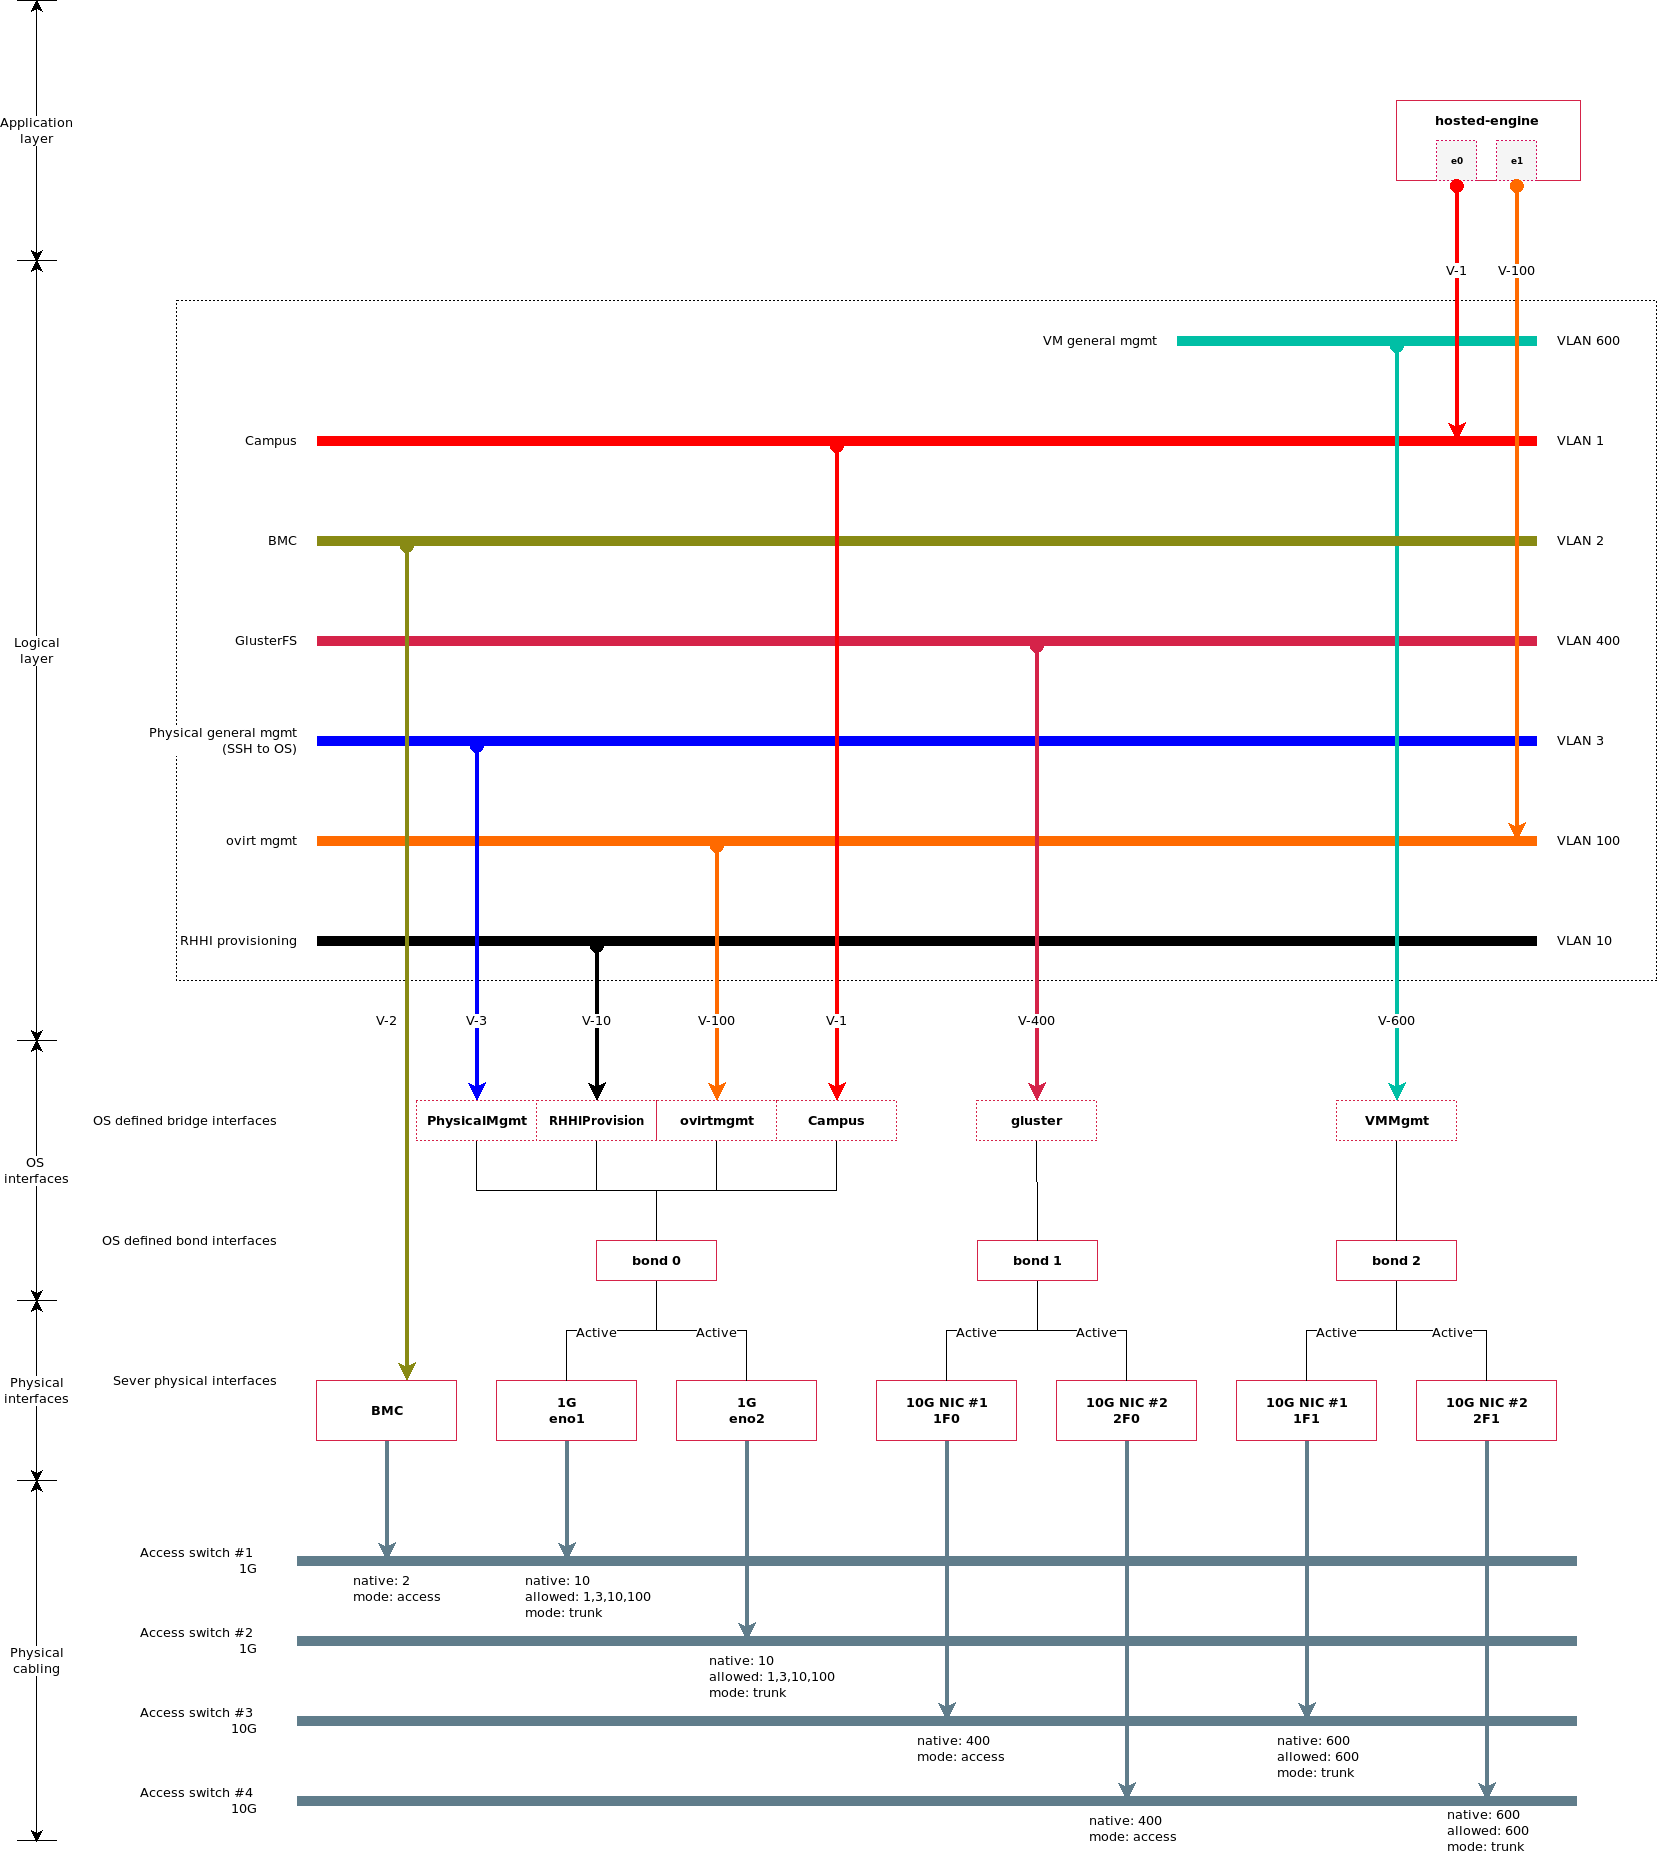 Application
layer
hosted-engine
e0
e1
V-1
V-100
VM general mgmt
VLAN 600
Campus
VLAN 1
BMC
VLAN 2
Logical
layer
GlusterFS
VLAN 400
Physical general mgmt
(SSH to OS)
VLAN 3
ovirt mgmt
VLAN 100
RHHI provisioning
VLAN 10
V-2
V-3
V-10
V-100
V-1
V-400
V-600
OS defined bridge interfaces
PhysicalMgmt
RHHIProvision
ovirtmgmt
Campus
gluster
VMMgmt
OS
interfaces
OS defined bond interfaces
bond 0
bond 1
bond 2
Active
Active
Active
Active
Active
Active
Physical
interfaces
Sever physical interfaces
BMC
1G
eno1
1G
eno2
10G NIC #1
1F0
10G NIC #2
2F0
10G NIC #1
1F1
10G NIC #2
2F1
Access switch #1
1G
native: 2
mode: access
native: 10
allowed: 1,3,10,100
mode: trunk
Access switch #2
1G
native: 10
allowed: 1,3,10,100
mode: trunk
Physical
cabling
Access switch #3
10G
native: 400
mode: access
native: 600
allowed: 600
mode: trunk
Access switch #4
10G
native: 400
mode: access
native: 600
allowed: 600
mode: trunk